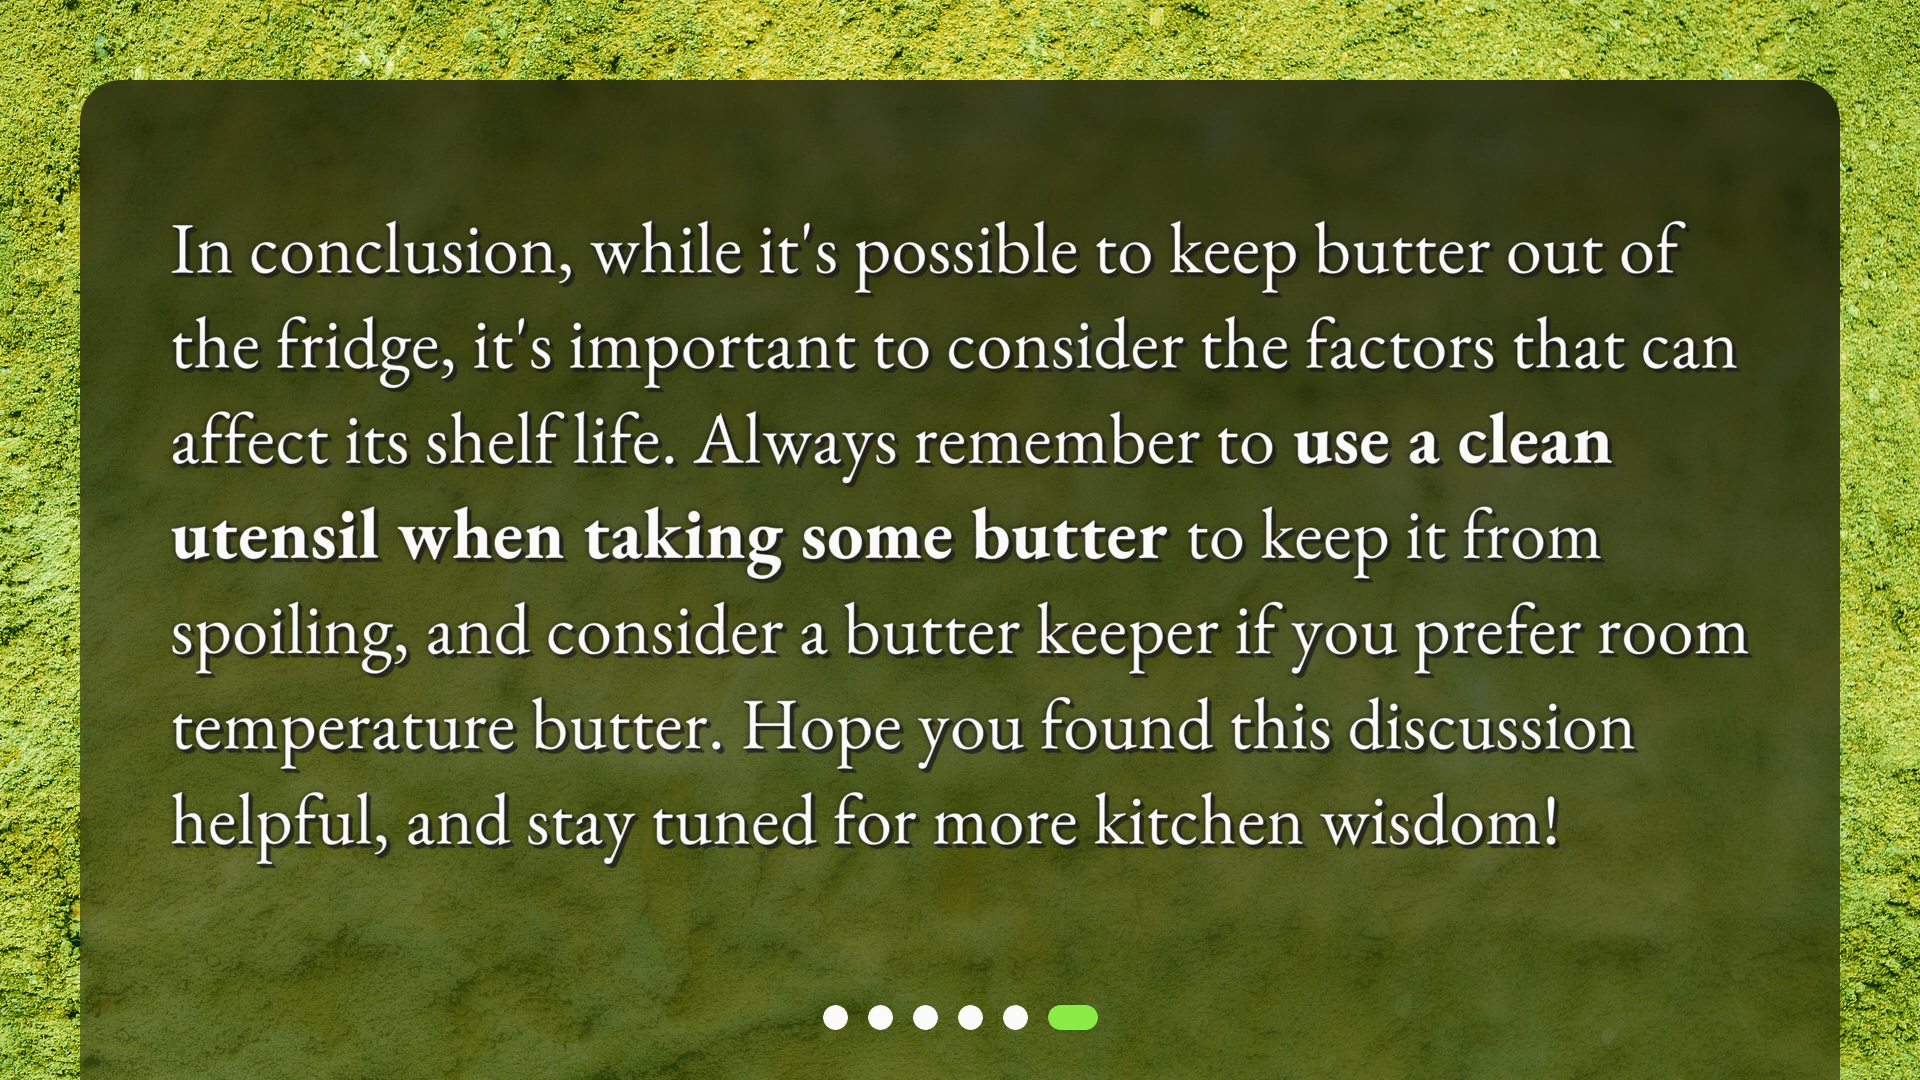 In conclusion, while it's possible to keep butter out of
the fridge, it's important to consider the factors that can
affect its shelf life. Always remember to use a clean
utensil when taking some butter to keep it from
spoiling, and consider a butter keeper if you prefer room
temperature butter. Hope you found this discussion
helpful, and stay tuned for more kitchen wisdom!